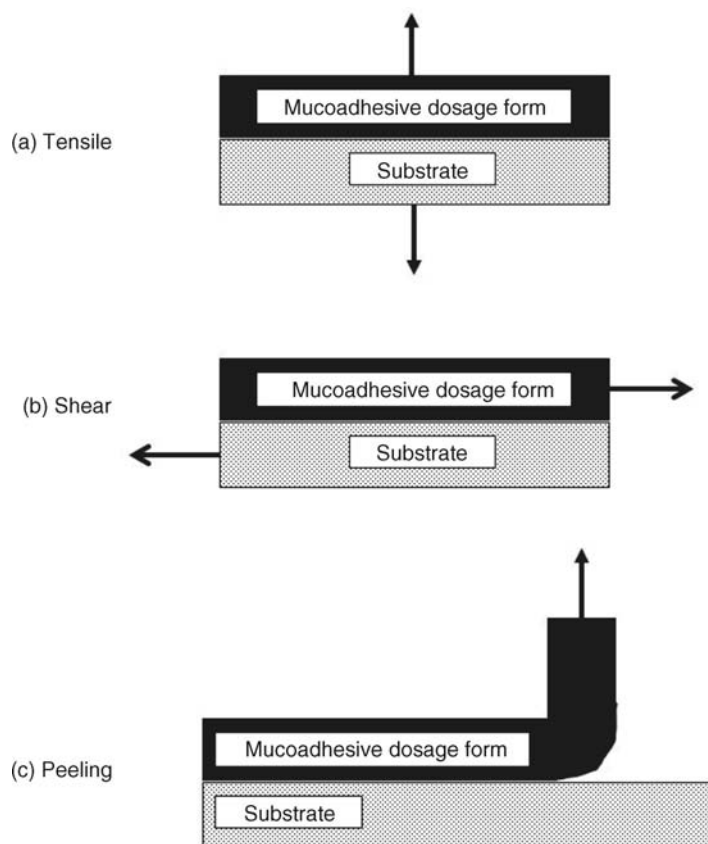 Mucoadhesive dosage form
(a) Tensile
Substrate
Mucoadhesive dosage form
(b) Shear
Substrate
Mucoadhesive dosage form
(c) Peeling
Substrate